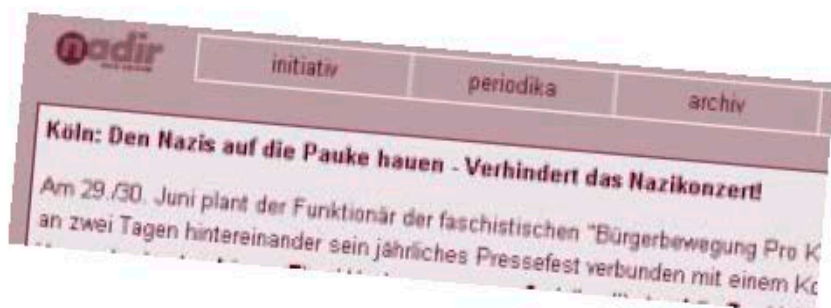 nadir
initiativ
periodika
archiv
Köln: Den Nazis auf die Pauke hauen - Verhindert das Nazikonzert!
Am 29./30. Juni plant der Funktionär der faschistischen "Bürgerbewegung Pro K
an zwei Tagen hintereinander sein jährliches Pressefest verbunden mit einem Ko